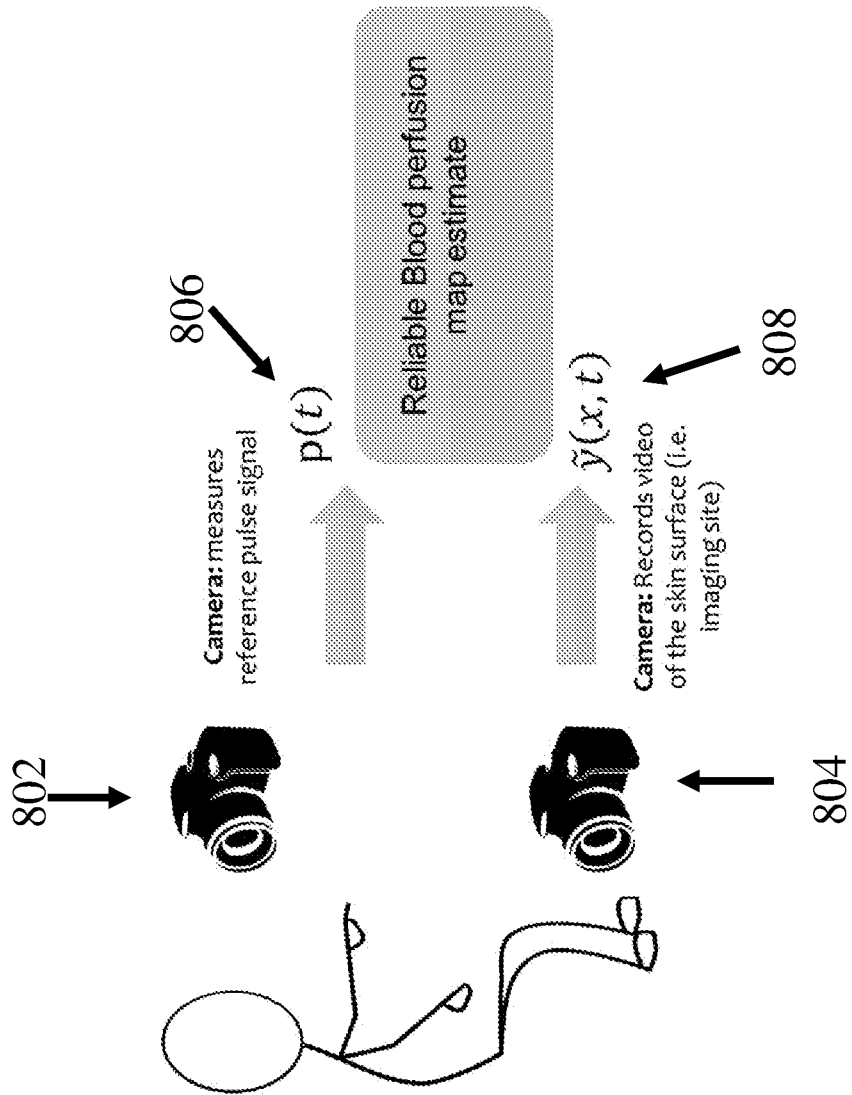 802
Camera: measures
reference pulse signal
p(t)
806
Reliable Blood perfusion
map estimate
804
Camera: Records video
of the skin surface (i.e.
imaging site)
ỹ(x, t)
808